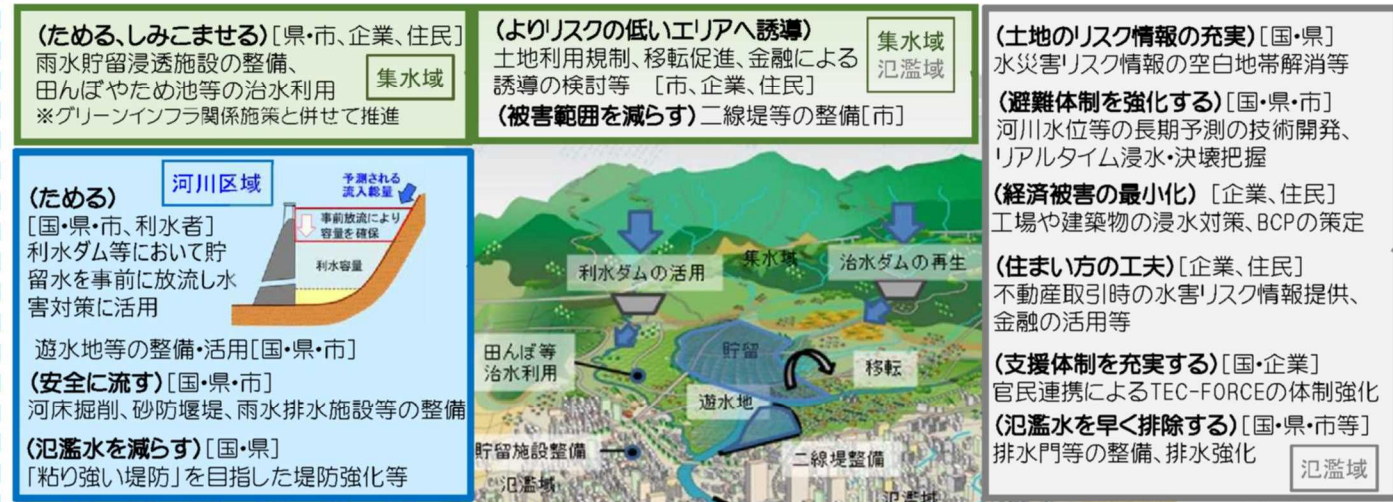 (ためる、しみこませる)[県・市、企業、住民]
雨水貯留浸透施設の整備、
田んぼやため池等の治水利用
※グリーンインフラ関係施策と併せて推進
集水域
(よりリスクの低いエリアへ誘導)
土地利用規制、移転促進、金融による
誘導の検討等 [市、企業、住民]
(被害範囲を減らす)二線堤等の整備[市]
集水域
氾濫域
河川区域
(ためる)
[国・県・市、利水者]
利水ダム等において貯
留水を事前に放流し水
害対策に活用
予測される
流入総量
事前放流により
容量を確保
利水容量
遊水地等の整備・活用[国・県・市]
(安全に流す)[国・県・市]
河床掘削、砂防堰堤、雨水排水施設等の整備
(氾濫水を減らす)[国・県]
「粘り強い堤防」を目指した堤防強化等
利水ダムの活用
集水域
治水ダムの再生
田んぼ等
治水利用
貯留
移転
遊水地
貯留施設整備
二線堤整備
氾濫域
氾濫域
(土地のリスク情報の充実)[国・県]
水災害リスク情報の空白地帯解消等
(避難体制を強化する)[国・県・市]
河川水位等の長期予測の技術開発、
リアルタイム浸水・決壊把握
(経済被害の最小化) [企業、住民]
工場や建築物の浸水対策、BCPの策定
(住まい方の工夫)[企業、住民]
不動産取引時の水害リスク情報提供、
金融の活用等
(支援体制を充実する)[国・企業]
官民連携によるTEC-FORCEの体制強化
(氾濫水を早く排除する)[国・県・市等]
排水門等の整備、排水強化
氾濫域